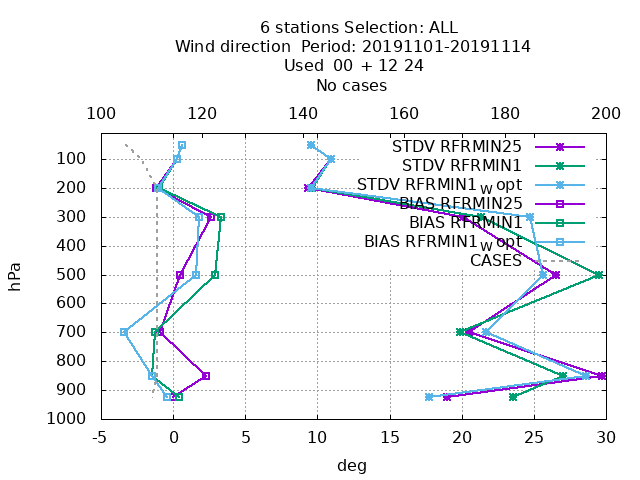 6 stations Selection: ALL
Wind direction  Period: 20191101-20191114
Used  00 + 12 24
No cases
100 120 140 160 180 200
STDV RFRMIN25
STDV RFRMIN1
STDV RFRMIN1_w opt
BIAS RFRMIN25
BIAS RFRMIN1
BIAS RFRMIN1_w opt
CASES
hPa
100
200
300
400
500
600
700
800
900
1000
-5 0 5 10 15 20 25 30
deg